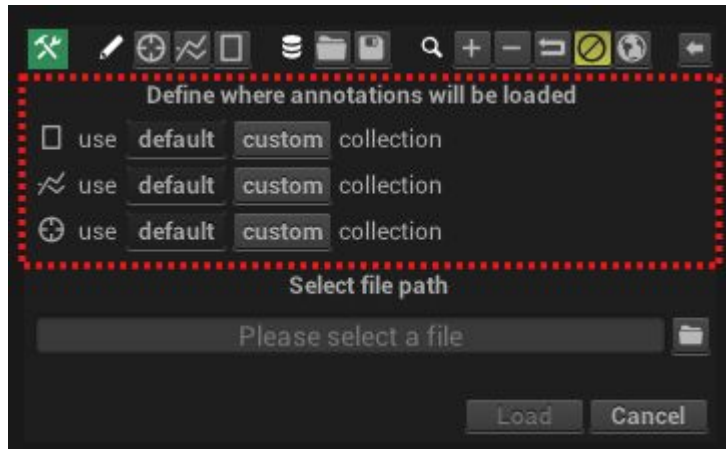 Define where annotations will be loaded
use default custom collection
use default custom collection
use default custom collection
Select file path
Please select a file
Load Cancel